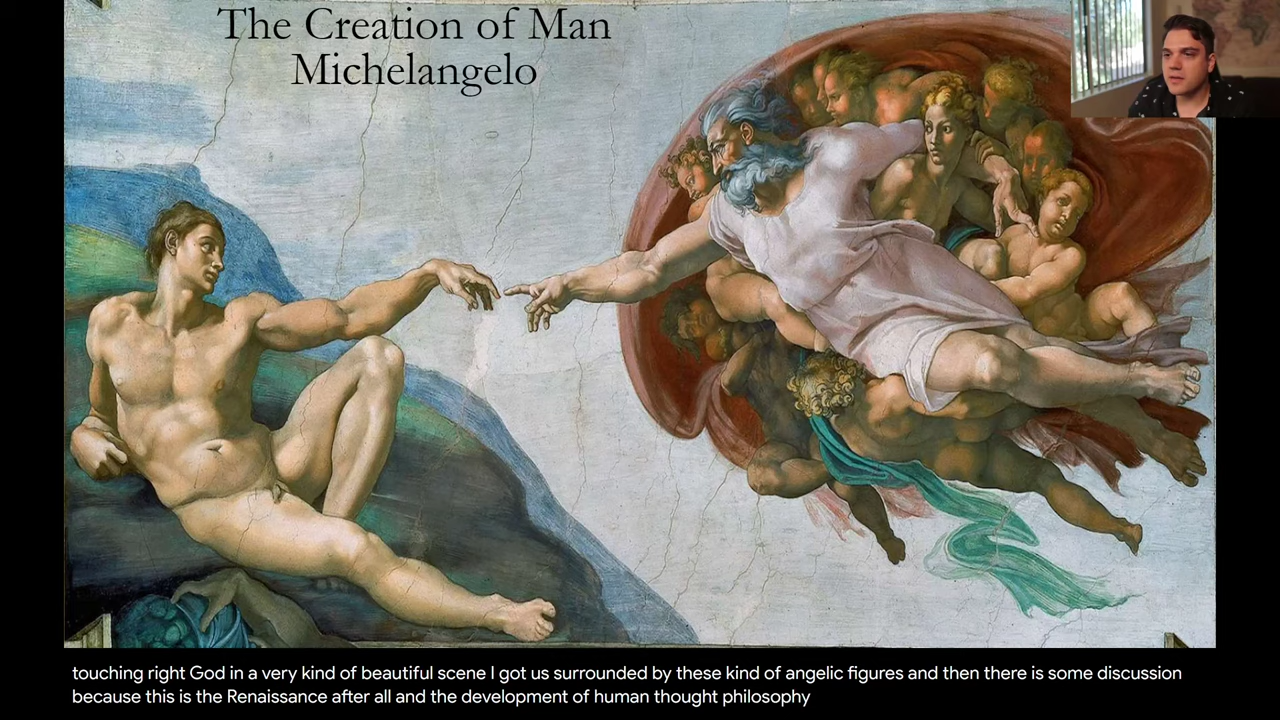 The Creation of Man
Michelangelo
touching right God in a very kind of beautiful scene I got us surrounded by these kind of angelic figures and then there is some discussion
because this is the Renaissance after all and the development of human thought philosophy